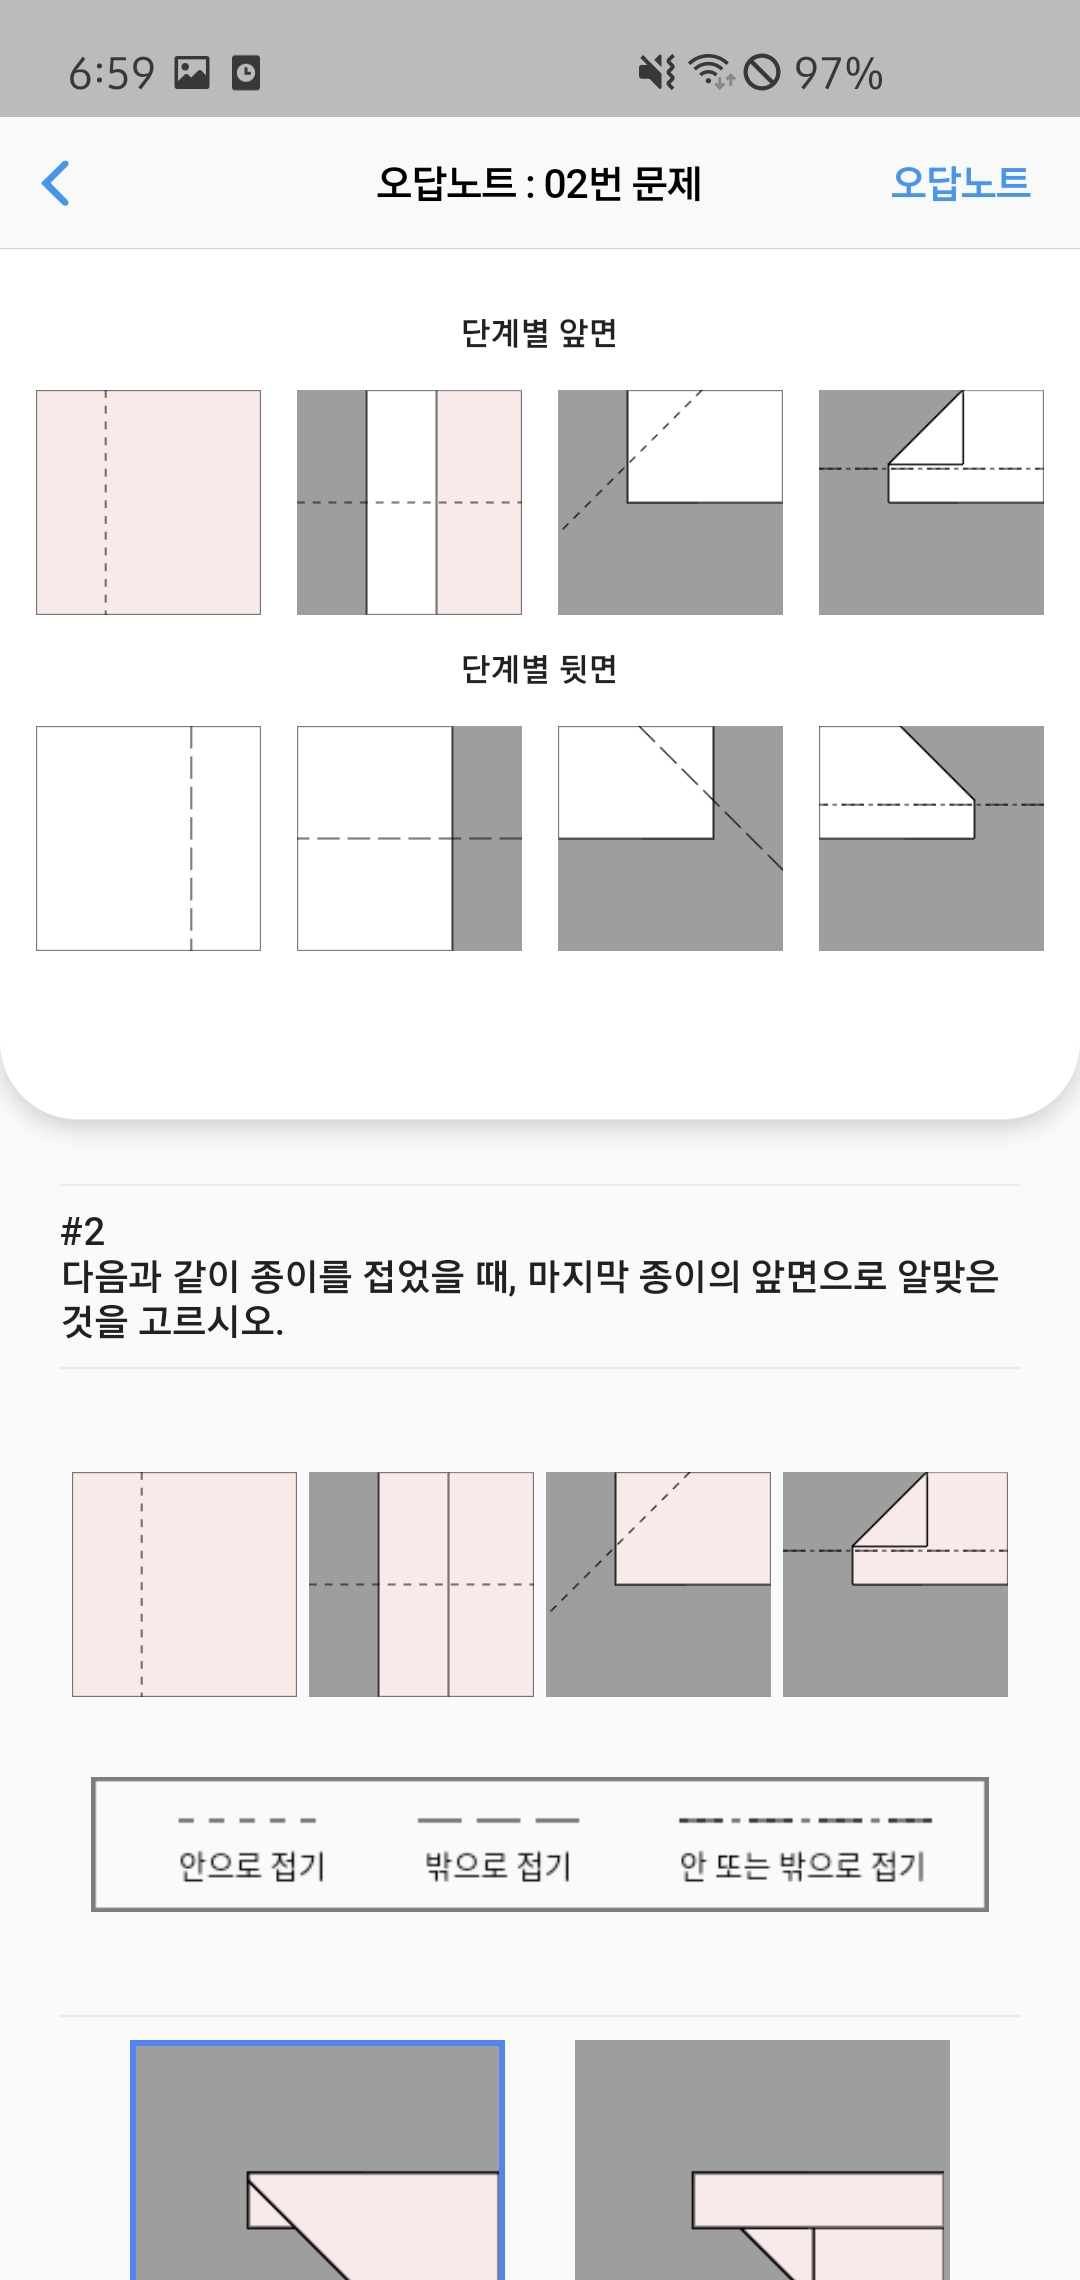 6:59 97%
오답노트 : 02번 문제 오답노트
단계별 앞면
단계별 뒷면
#2
다음과 같이 종이를 접었을 때, 마지막 종이의 앞면으로 알맞은
것을 고르시오.
안으로 접기 밖으로 접기 안 또는 밖으로 접기